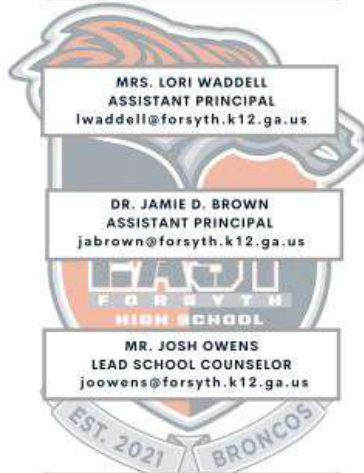 MRS. LORI WADDELL
ASSISTANT PRINCIPAL
lwaddell@forsyth.k12.ga.us
DR. JAMIE D. BROWN
ASSISTANT PRINCIPAL
jabrown@forsyth.k12.ga.us
EAST
FORSYTH
HIGH SCHOOL
MR. JOSH OWENS
LEAD SCHOOL COUNSELOR
joowens@forsyth.k12.ga.us
EST. 2021 BRONCOS